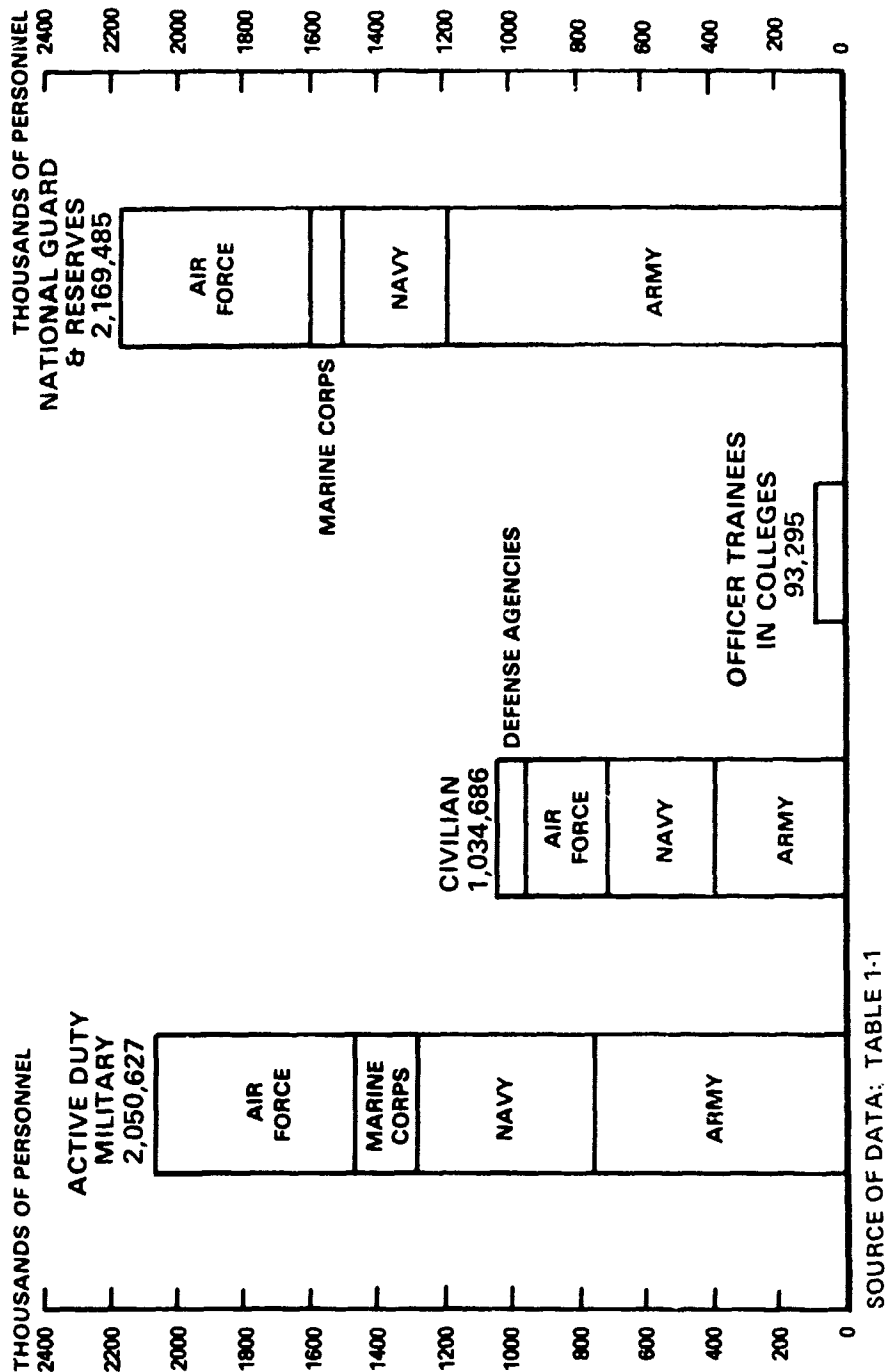 THOUSANDS OF PERSONNEL
2400
2200
2000
1800
1600
1400
1200
1000
800
600
400
200
0
ACTIVE DUTY
MILITARY
2,050,627
AIR
FORCE
MARINE
CORPS
NAVY
ARMY
CIVILIAN
1,034,686
DEFENSE AGENCIES
AIR
FORCE
NAVY
ARMY
OFFICER TRAINEES
IN COLLEGES
93,295
THOUSANDS OF PERSONNEL
NATIONAL GUARD
& RESERVES
2,169,485
AIR
FORCE
MARINE CORPS
NAVY
ARMY
2400
2200
2000
1800
1600
1400
1200
1000
800
600
400
200
0
SOURCE OF DATA: TABLE 1-1